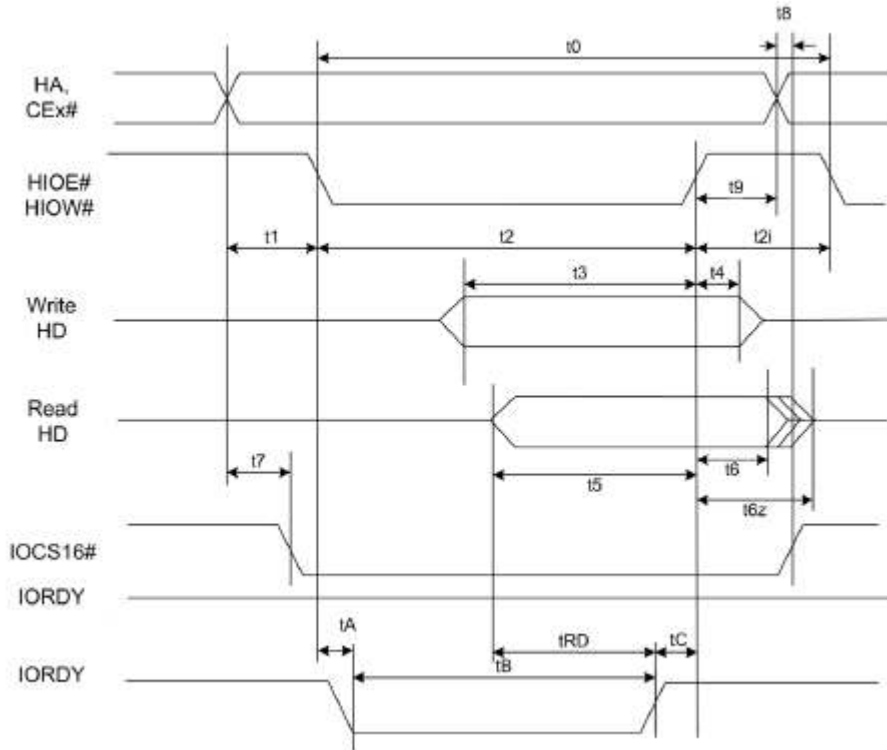 t8
t0
HA,
CEx#
HIOE#
HIOW#
t9
t1
t2
t2i
t3
t4
Write
HD
Read
HD
t7
t6
t5
t6z
IOCS16#
IORDY
tA
tRD
tC
tB
IORDY